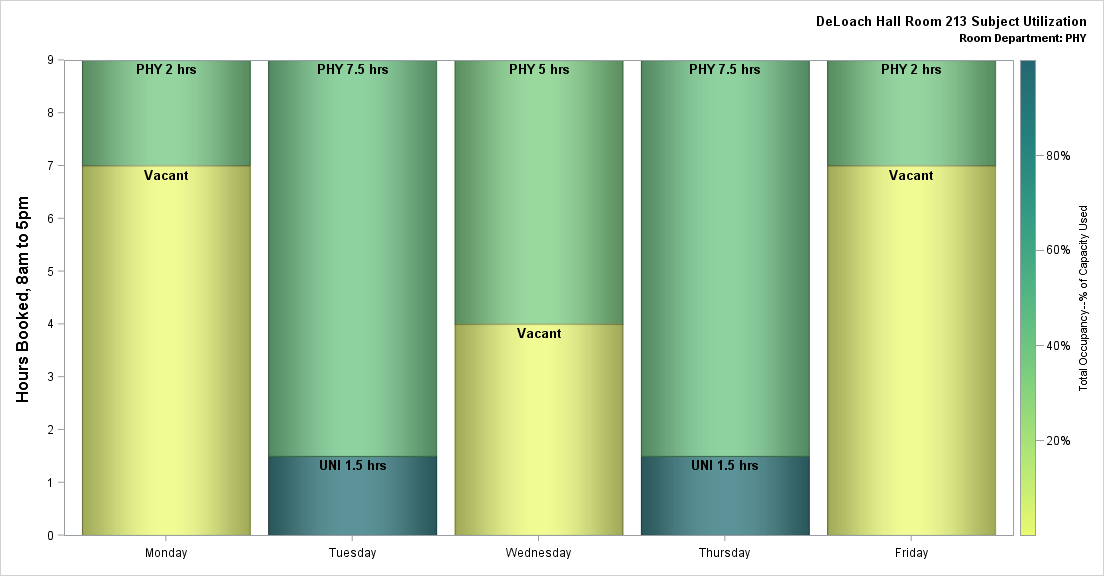 DeLoach Hall Room 213 Subject Utilization
Room Department: PHY
Hours Booked, 8am to 5pm
9
8
7
6
5
4
3
2
1
0
PHY 2 hrs
Vacant
PHY 7.5 hrs
UNI 1.5 hrs
PHY 5 hrs
Vacant
PHY 7.5 hrs
UNI 1.5 hrs
PHY 2 hrs
Vacant
Monday
Tuesday
Wednesday
Thursday
Friday
80%
60%
40%
20%
Total Occupancy--% of Capacity Used